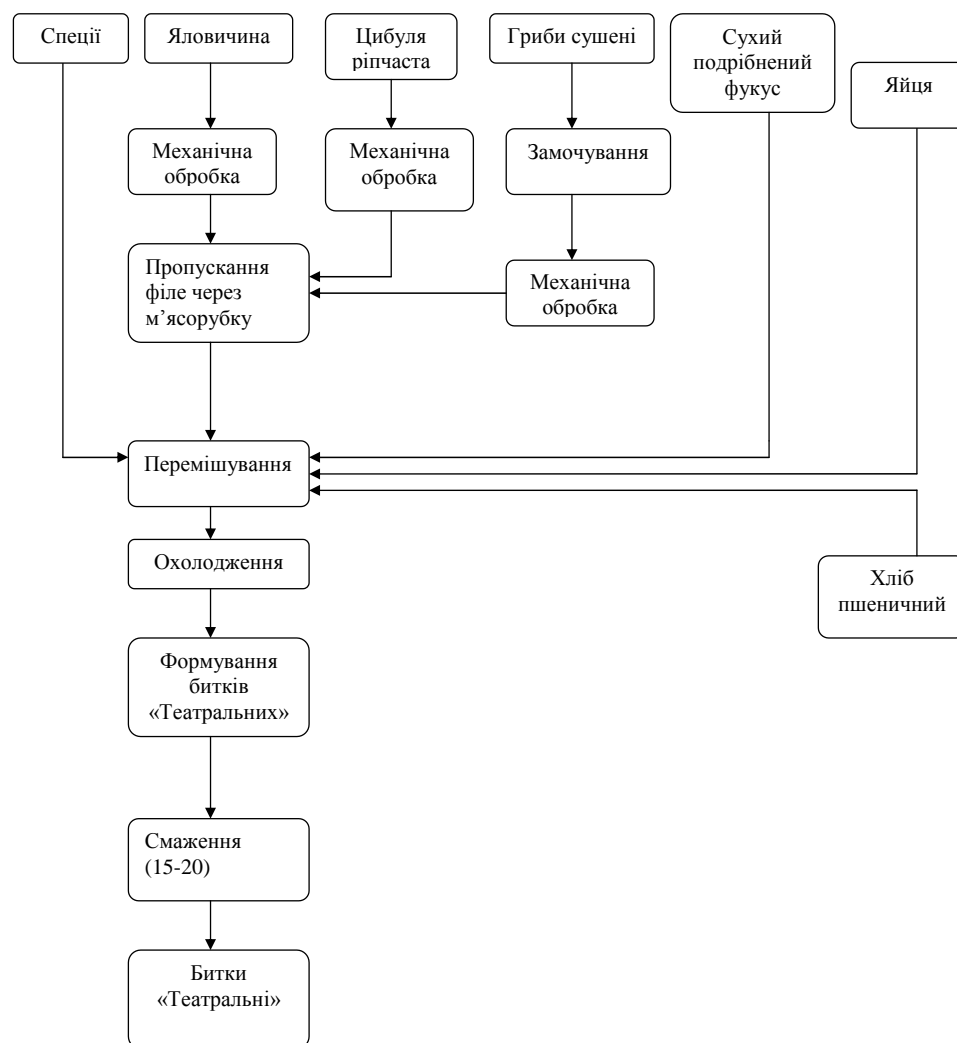 Спеції
Яловичина
Цибуля
ріпчаста
Гриби сушені
Сухий
подрібнений
фукус
Яйця
Механічна
обробка
Механічна
обробка
Замочування
Пропускання
філе через
м’ясорубку
Механічна
обробка
Перемішування
Охолодження
Хліб
пшеничний
Формування
битків
«Театральних»
Смаження
(15-20)
Битки
«Театральні»